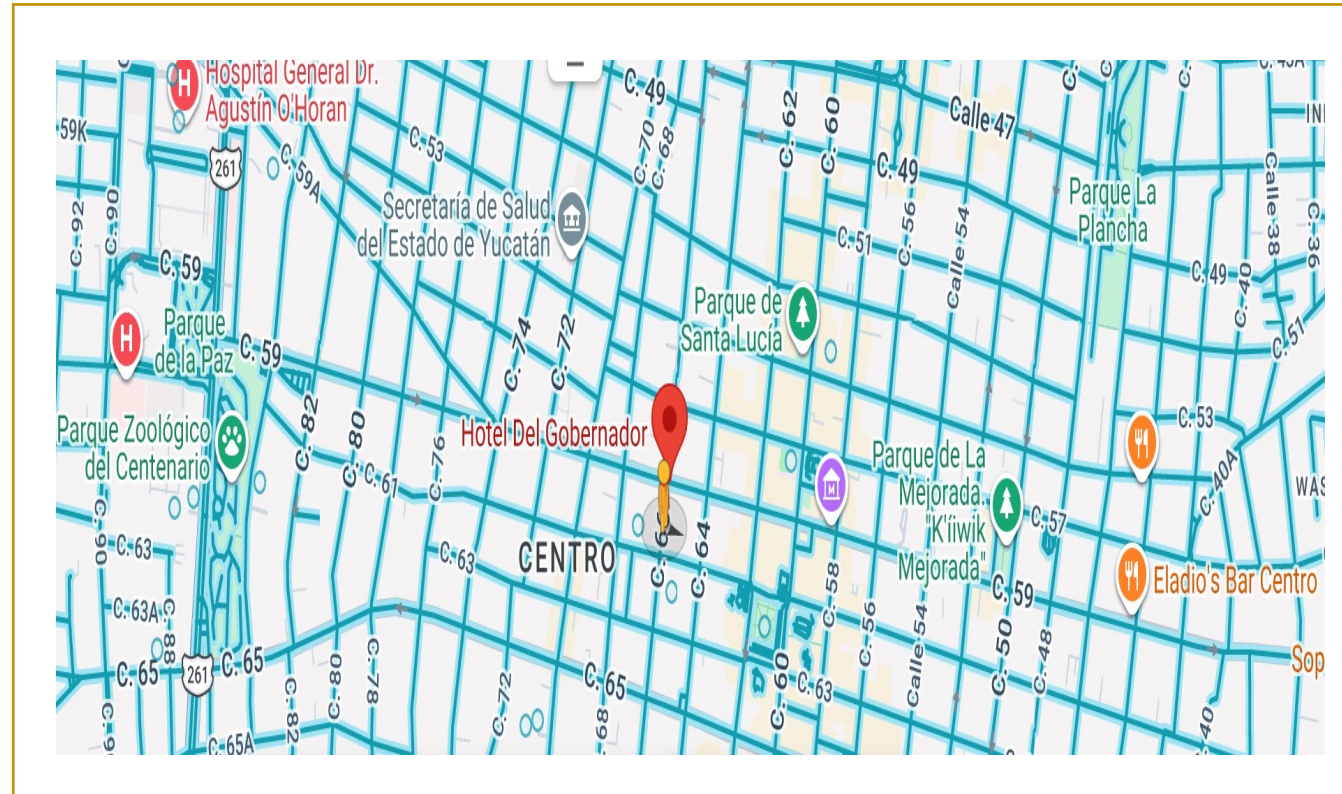 Hospital General Dr.
Agustín O'Horan
C. 49
C. 62
C. 60
C. 58
Calle 47
59K
261
C. 59A
C. 53
C. 70
C. 68
C. 49
Calle 38
C. 36
C. 92
C. 90
Secretaría de Salud
del Estado de Yucatán
C. 56
Calle 54
Parque La
Plancha
C. 51
C. 59
C. 49
C. 40
Parque de
Santa Lucía
C. 51
Parque
de la Paz
C. 59
C. 74
C. 72
C. 82
C. 80
Hotel Del Gobernador
C. 53
Parque Zoológico
del Centenario
C. 76
C. 61
M
Parque de La
Mejorada.
"K'íiwik
Mejorada"
C. 57
C. 40A
WAS
C. 90
C. 63
C. 63
CENTRO
C. 64
C. 58
C. 56
Calle 54
C. 59
C. 50
C. 48
Eladio's Bar Centro
C. 63A
C. 88
C. 65
261
C. 65
C. 80
C. 78
C. 72
C. 65
C. 68
C. 60
C. 63
Sop
C. 82
C. 40
C. 65A